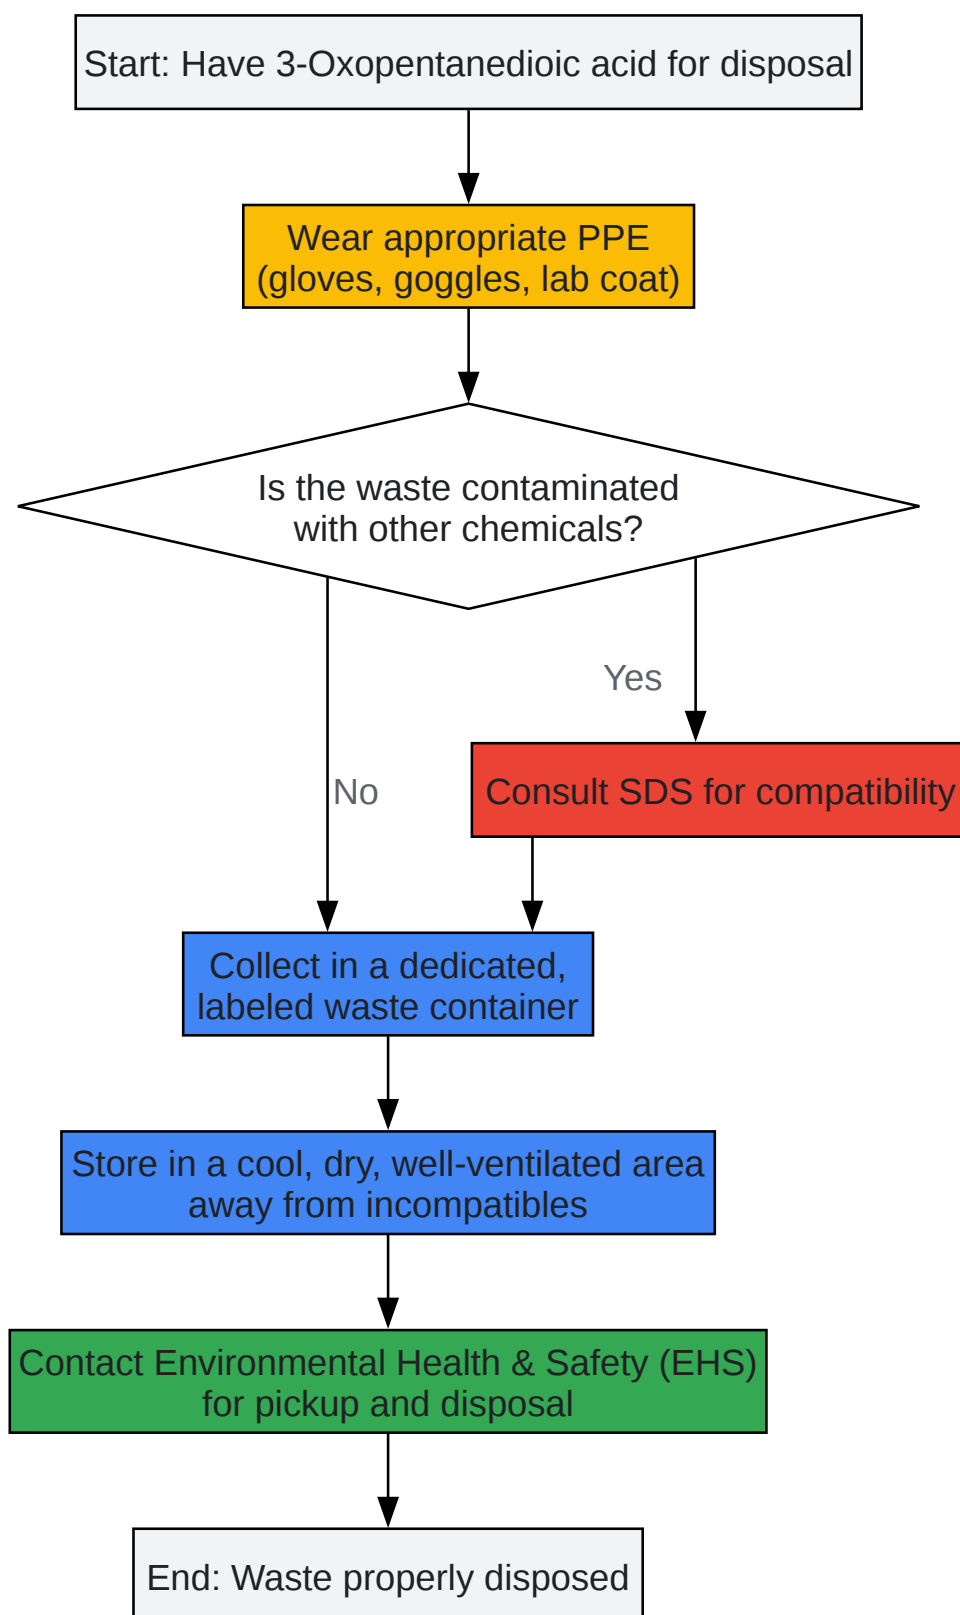 Start: Have 3-Oxopentanedioic acid for disposal
Wear appropriate PPE
(gloves, goggles, lab coat)
Is the waste contaminated
with other chemicals?
Yes
No
Consult SDS for compatibility
Collect in a dedicated,
labeled waste container
Store in a cool, dry, well-ventilated area
away from incompatibles
Contact Environmental Health & Safety (EHS)
for pickup and disposal
End: Waste properly disposed